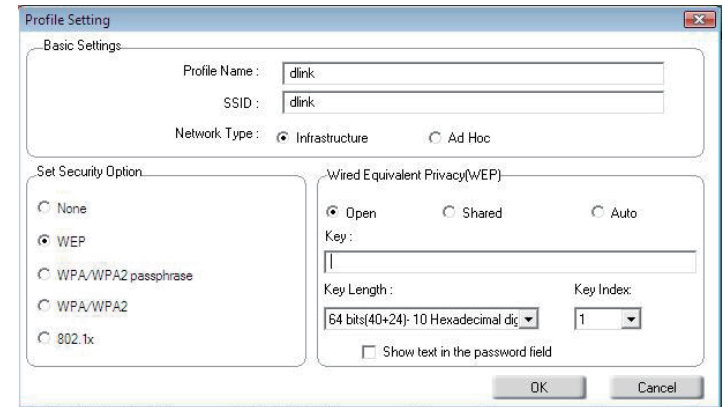 Profile Setting
Basic Settings
Profile Name : dlink
SSID : dlink
Network Type : Infrastructure Ad Hoc
Set Security Option
None
WEP
WPA/WPA2 passphrase
WPA/WPA2
802.1x
Wired Equivalent Privacy(WEP)
Open Shared Auto
Key :
Key Length : Key Index:
64 bits(40+24)- 10 Hexadecimal dig 1
Show text in the password field
OK Cancel